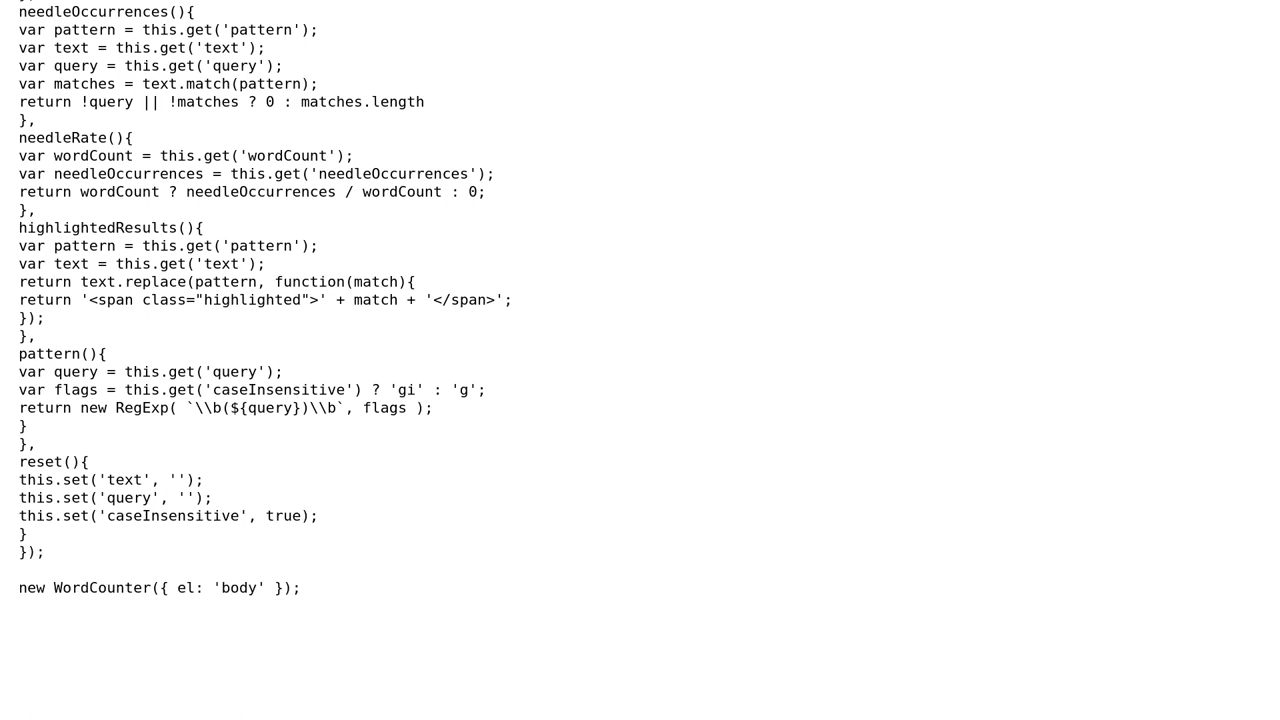 needleOccurrences(){
var pattern = this.get('pattern');
var text = this.get('text');
var query = this.get('query');
var matches = text.match(pattern);
return !query || !matches ? 0 : matches.length
},
needleRate(){
var wordCount = this.get('wordCount');
var needleOccurrences = this.get('needleOccurrences');
return wordCount ? needleOccurrences / wordCount : 0;
},
highlightedResults(){
var pattern = this.get('pattern');
var text = this.get('text');
return text.replace(pattern, function(match){
return '<span class="highlighted">' + match + '</span>';
});
},
pattern(){
var query = this.get('query');
var flags = this.get('caseInsensitive') ? 'gi' : 'g';
return new RegExp( `\\b(${query})\\b`, flags );
}
},
reset(){
this.set('text', '');
this.set('query', '');
this.set('caseInsensitive', true);
}
});

new WordCounter({ el: 'body' });